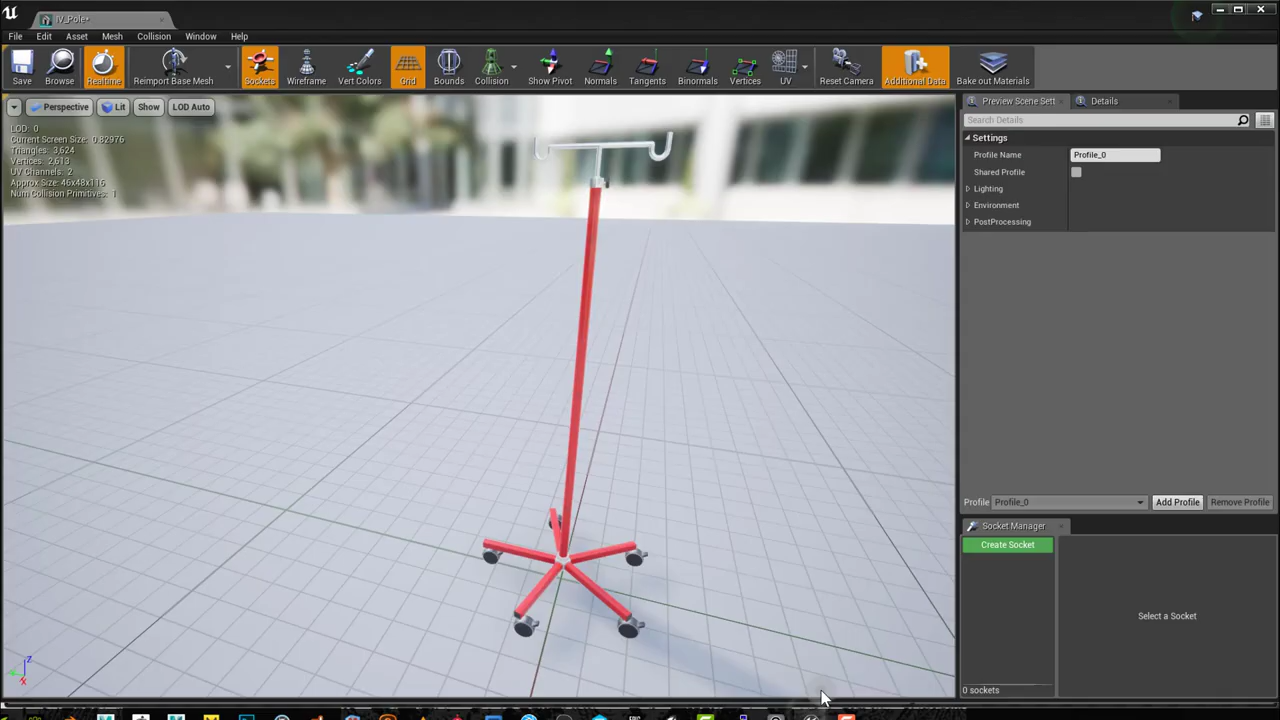 IV_Pole*
File Edit Asset Mesh Collision Window Help
Save Browse Realtime Reimport Base Mesh Sockets Wireframe Vert Colors Grid Bounds Collision Show Pivot Normals Tangents Binormals Vertices UV Reset Camera Additional Data Bake out Materials
Perspective Lit Show LOD Auto
LOD: 0
Current Screen Size: 0.82976
Triangles: 3,624
Vertices: 2,613
UV Channels: 2
Approx Size: 46x48x116
Num Collision Primitives: 1
Preview Scene Sett Details
Search Details
Settings
Profile Name Profile_0
Shared Profile
Lighting
Environment
PostProcessing
Profile Profile_0 Add Profile Remove Profile
Socket Manager
Create Socket
Select a Socket
0 sockets
Z
X